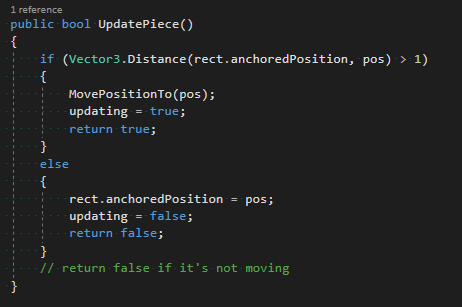 1 reference
public bool UpdatePiece()
{
if (Vector3.Distance(rect.anchoredPosition, pos) > 1)
{
MovePositionTo(pos);
updating = true;
return true;
}
else
{
rect.anchoredPosition = pos;
updating = false;
return false;
}
// return false if it's not moving
}